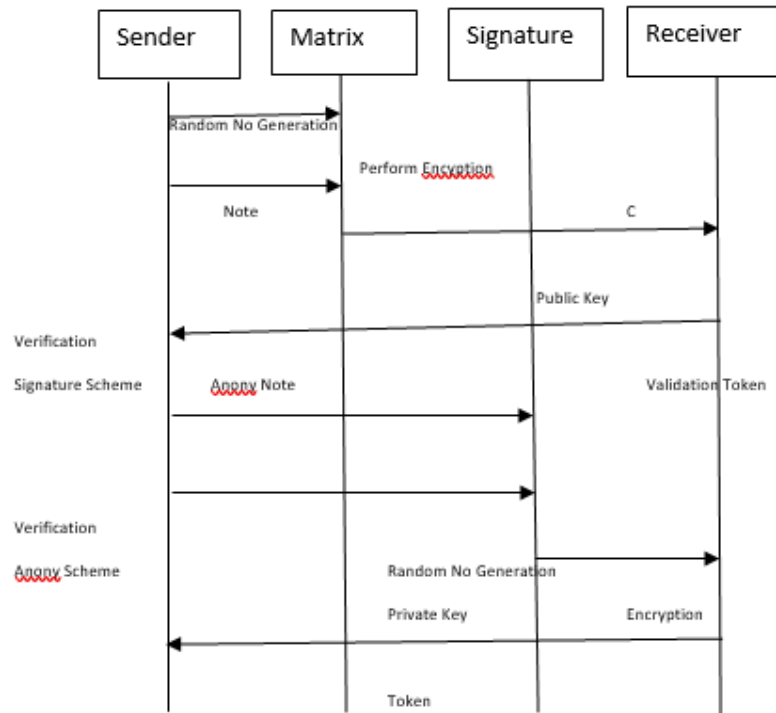 Sender Matrix Signature Receiver
Random No Generation
Perform Encyption
Note C
Public Key
Verification
Signature Scheme Anony Note Validation Token
Verification
Anony Scheme Random No Generation
Private Key Encryption
Token